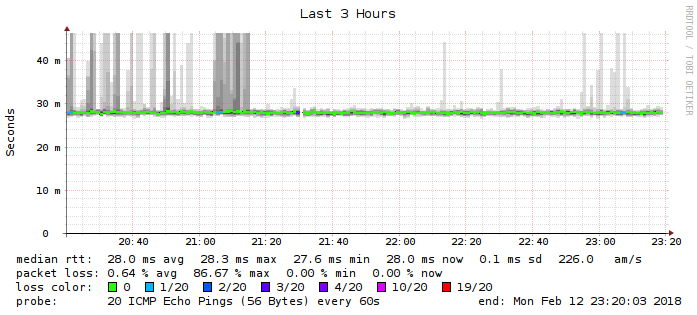 Last 3 Hours
RRDTOOL / TOBI OETIKER
Seconds
40 m
30 m
20 m
10 m
0
20:40 21:00 21:20 21:40 22:00 22:20 22:40 23:00 23:20
median rtt: 28.0 ms avg 28.3 ms max 27.6 ms min 28.0 ms now 0.1 ms sd 226.0 am/s
packet loss: 0.64 % avg 86.67 % max 0.00 % min 0.00 % now
loss color: 0 1/20 2/20 3/20 4/20 10/20 19/20
probe: 20 ICMP Echo Pings (56 Bytes) every 60s end: Mon Feb 12 23:20:03 2018